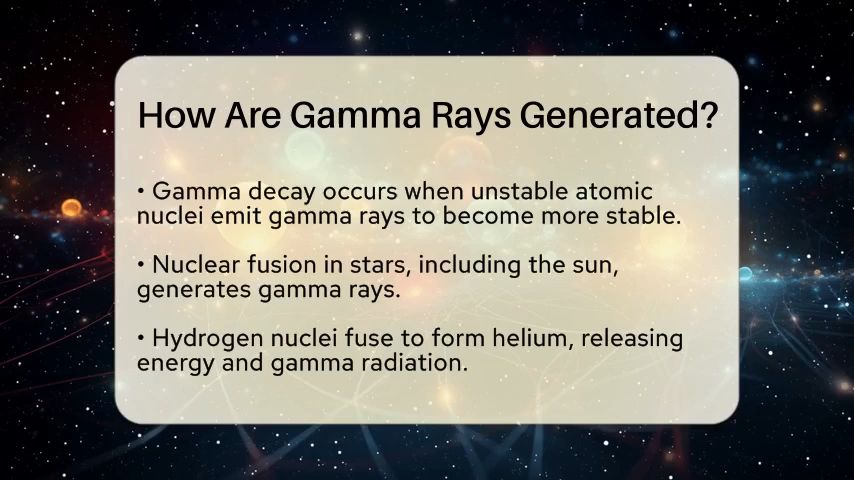 How Are Gamma Rays Generated?
• Gamma decay occurs when unstable atomic
nuclei emit gamma rays to become more stable.
• Nuclear fusion in stars, including the sun,
generates gamma rays.
• Hydrogen nuclei fuse to form helium, releasing
energy and gamma radiation.